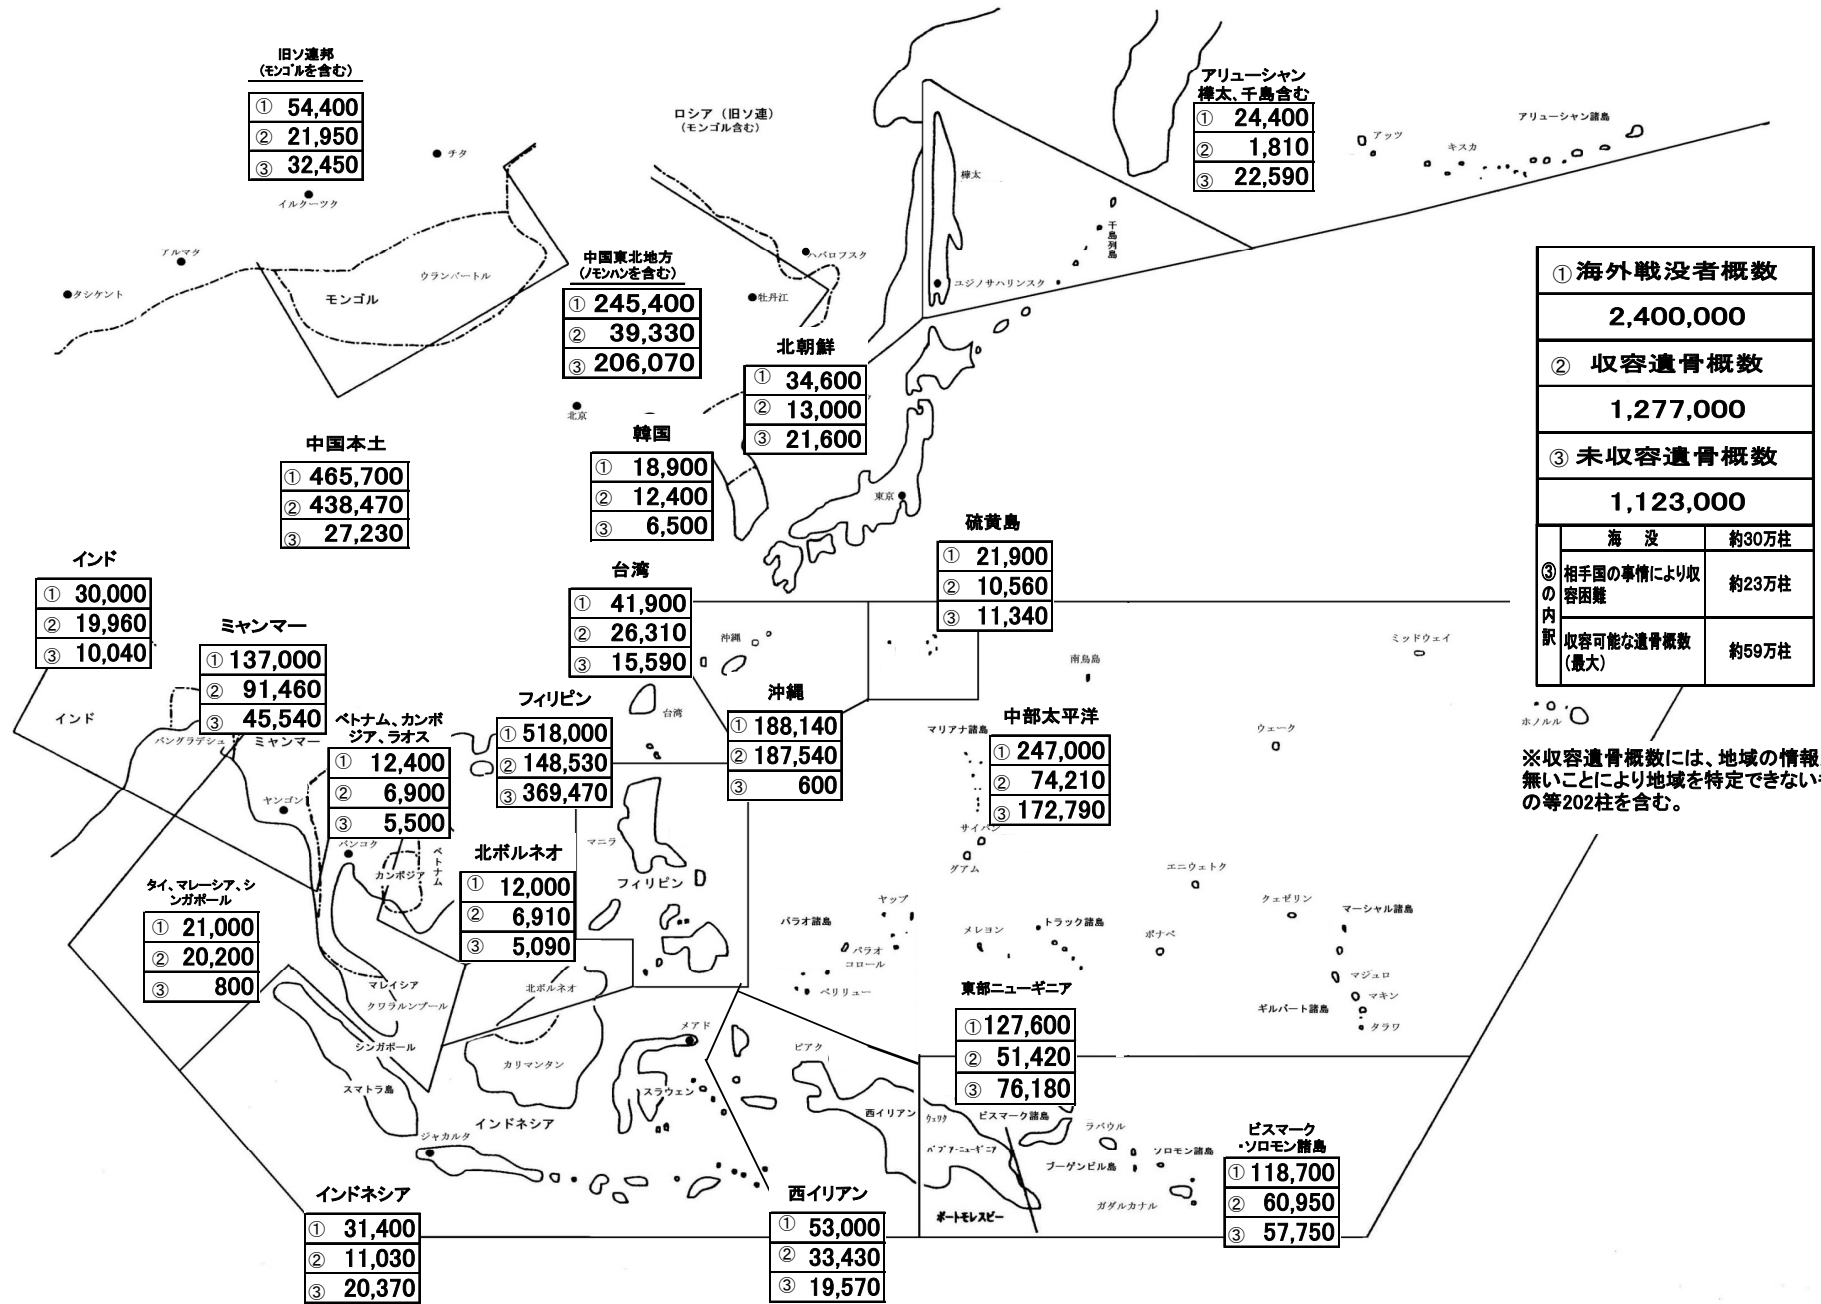 旧ソ連邦
(モンゴルを含む)
① 54,400
② 21,950
③ 32,450
チタ
イルクーツク
アルマタ
タシケント
モンゴル
ウランバートル
ロシア（旧ソ連）
(モンゴル含む)
中国東北地方
(ノモンハンを含む)
① 245,400
② 39,330
③ 206,070
ハバロフスク
牡丹江
樺太
千島列島
ユジノサハリンスク
アリューシャン
樺太、千島含む
① 24,400
② 1,810
③ 22,590
アッツ
キスカ
アリューシャン諸島
北朝鮮
① 34,600
② 13,000
③ 21,600
北京
中国本土
① 465,700
② 438,470
③ 27,230
韓国
① 18,900
② 12,400
③ 6,500
東京
硫黄島
① 21,900
② 10,560
③ 11,340
①海外戦没者概数
2,400,000
② 収容遺骨概数
1,277,000
③未収容遺骨概数
1,123,000
③の内訳
海 没 約30万柱
相手国の事情により収
容困難 約23万柱
収容可能な遺骨概数
(最大) 約59万柱
※収容遺骨概数には、地域の情報
無いことにより地域を特定できない
の等202柱を含む。
インド
① 30,000
② 19,960
③ 10,040
インド
ミャンマー
① 137,000
② 91,460
③ 45,540
バングラデシュ
ミャンマー
ヤンゴン
台湾
① 41,900
② 26,310
③ 15,590
沖縄
台湾
南鳥島
ミッドウェイ
ホノルル
ベトナム、カンボ
ジア、ラオス
① 12,400
② 6,900
③ 5,500
バンコク
カンボジア
ベトナム
フィリピン
① 518,000
② 148,530
③ 369,470
マニラ
フィリピン
沖縄
① 188,140
② 187,540
③ 600
中部太平洋
① 247,000
② 74,210
③ 172,790
マリアナ諸島
サイパン
グアム
ウェーク
エニウェトク
クェゼリン
マーシャル諸島
ヤップ
パラオ諸島
パラオ
コロール
ペリリュー
メレヨン
トラック諸島
ポナペ
マジュロ
マキン
ギルバート諸島
タラワ
タイ、マレーシア、シ
ンガポール
① 21,000
② 20,200
③ 800
北ボルネオ
① 12,000
② 6,910
③ 5,090
マレイシア
クワラルンプール
シンガポール
スマトラ島
北ボルネオ
カリマンタン
メアド
スラウェシ
インドネシア
ジャカルタ
インドネシア
① 31,400
② 11,030
③ 20,370
東部ニューギニア
① 127,600
② 51,420
③ 76,180
ビアク
西イリアン
ウェワク
パプア・ニューギニア
ビスマーク諸島
ラバウル
ブーゲンビル島
ソロモン諸島
ガダルカナル
ポートモレスビー
西イリアン
① 53,000
② 33,430
③ 19,570
ビスマーク
・ソロモン諸島
① 118,700
② 60,950
③ 57,750